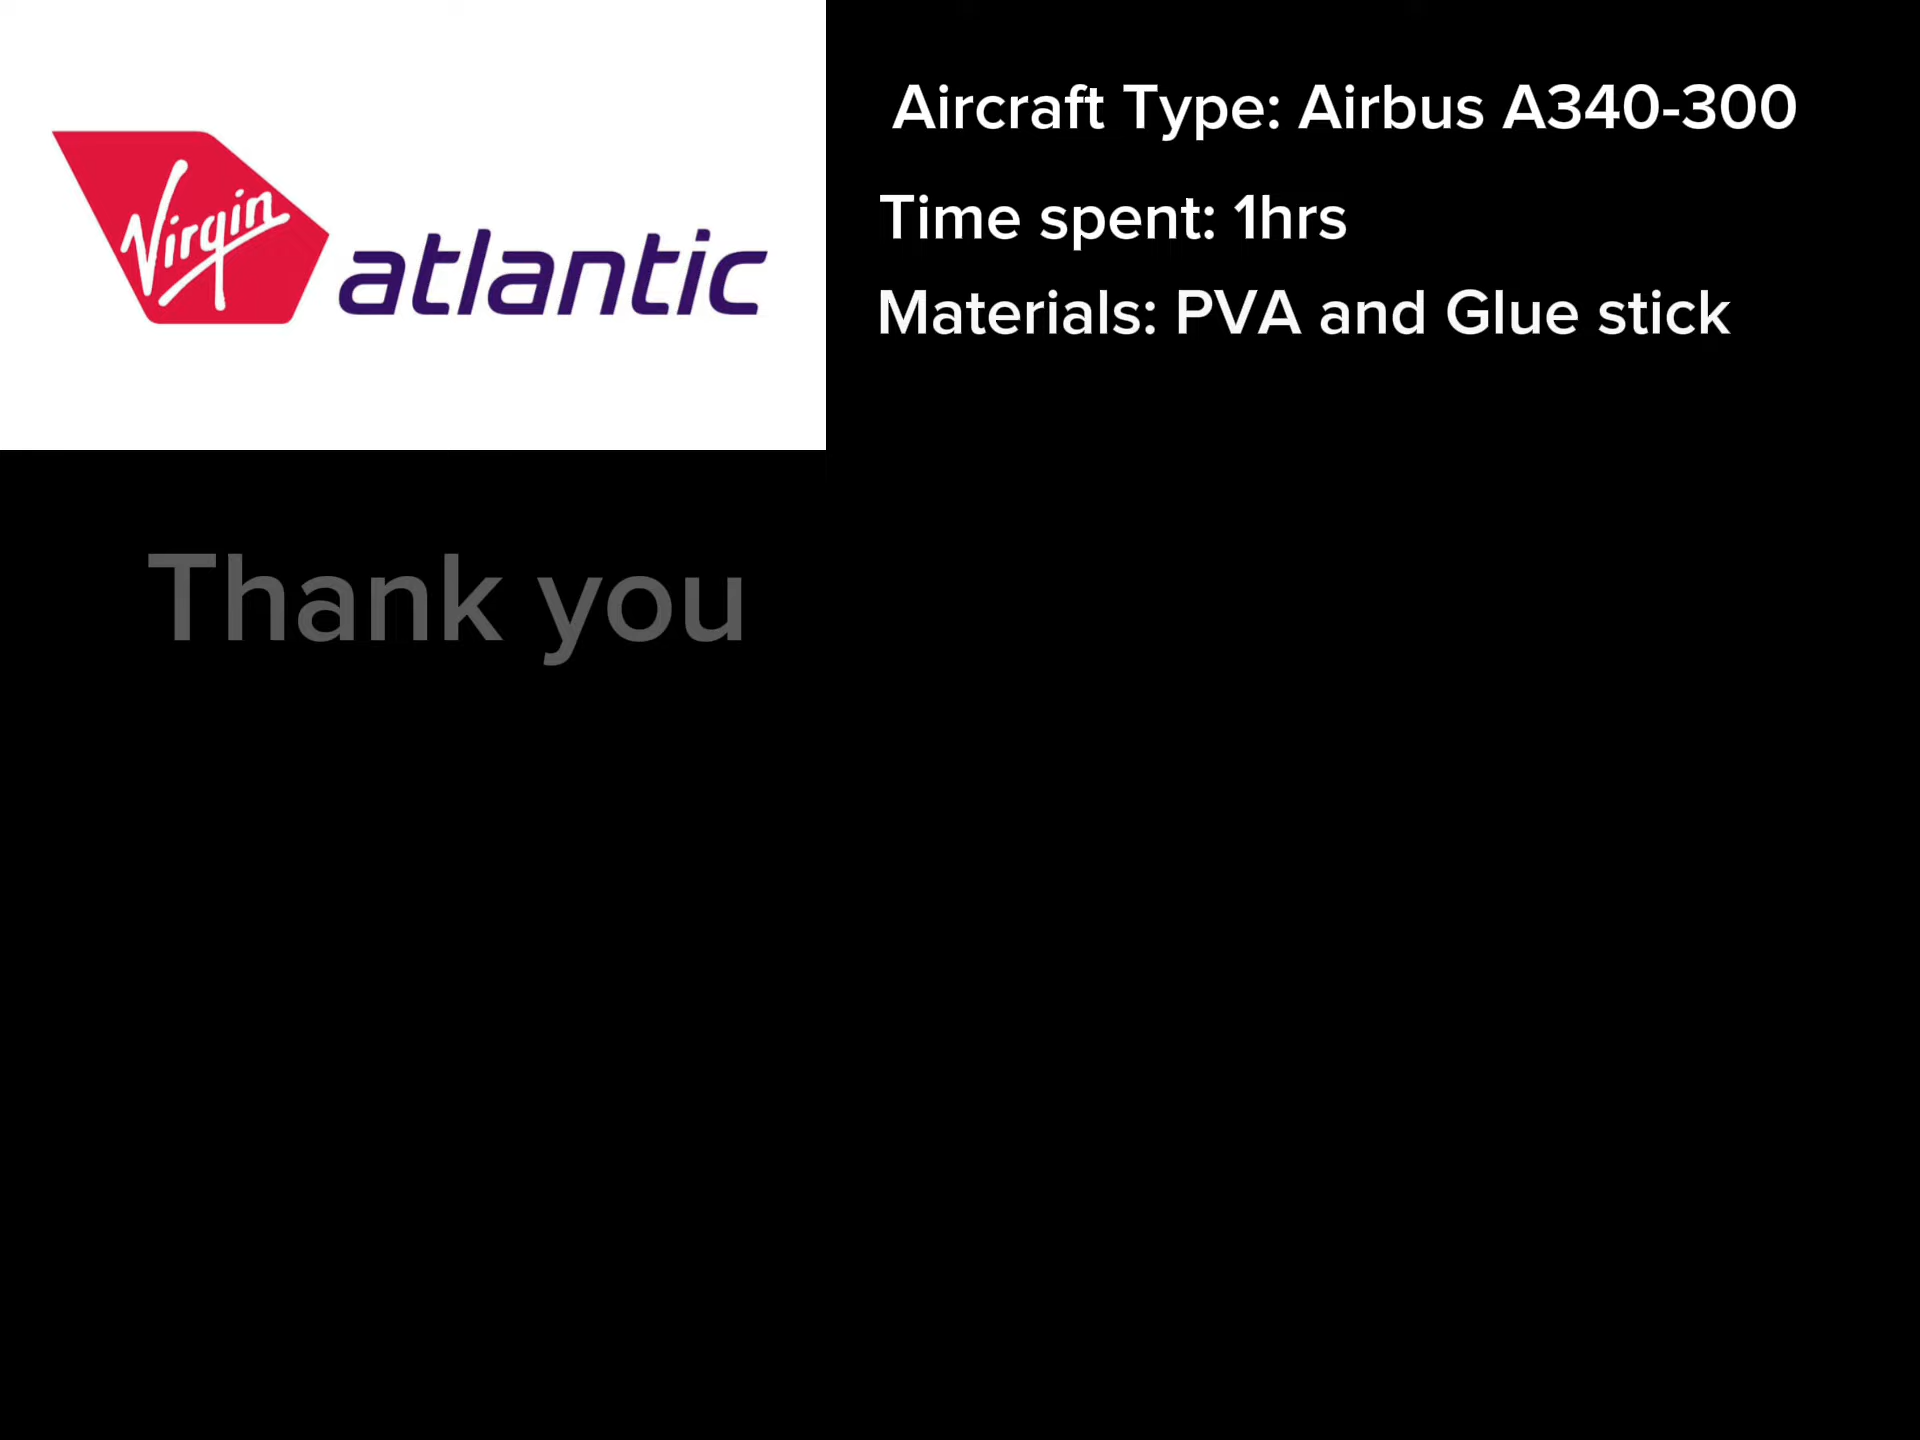 Virgin atlantic
Aircraft Type: Airbus A340-300
Time spent: 1hrs
Materials: PVA and Glue stick
Thank you